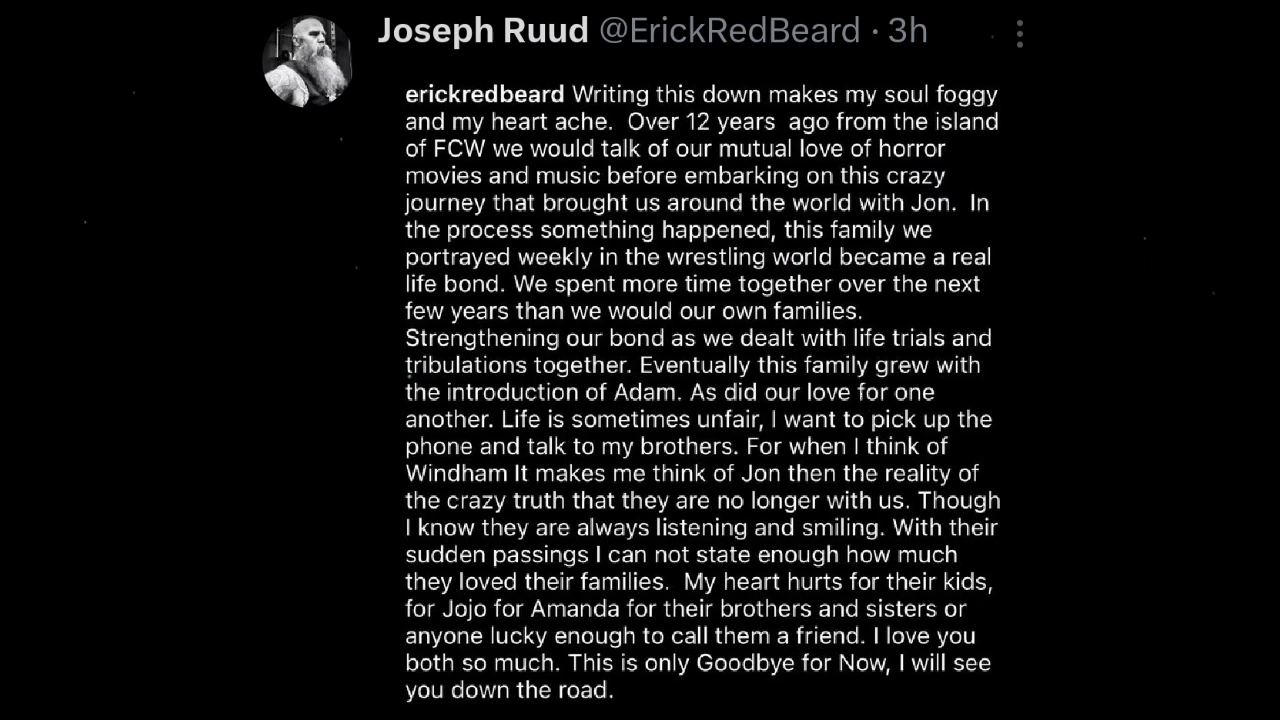 Joseph Ruud @ErickRedBeard · 3h
erickredbeard Writing this down makes my soul foggy
and my heart ache.  Over 12 years  ago from the island
of FCW we would talk of our mutual love of horror
movies and music before embarking on this crazy
journey that brought us around the world with Jon.  In
the process something happened, this family we
portrayed weekly in the wrestling world became a real
life bond. We spent more time together over the next
few years than we would our own families.
Strengthening our bond as we dealt with life trials and
tribulations together. Eventually this family grew with
the introduction of Adam. As did our love for one
another. Life is sometimes unfair, I want to pick up the
phone and talk to my brothers. For when I think of
Windham It makes me think of Jon then the reality of
the crazy truth that they are no longer with us. Though
I know they are always listening and smiling. With their
sudden passings I can not state enough how much
they loved their families.  My heart hurts for their kids,
for Jojo for Amanda for their brothers and sisters or
anyone lucky enough to call them a friend. I love you
both so much. This is only Goodbye for Now, I will see
you down the road.